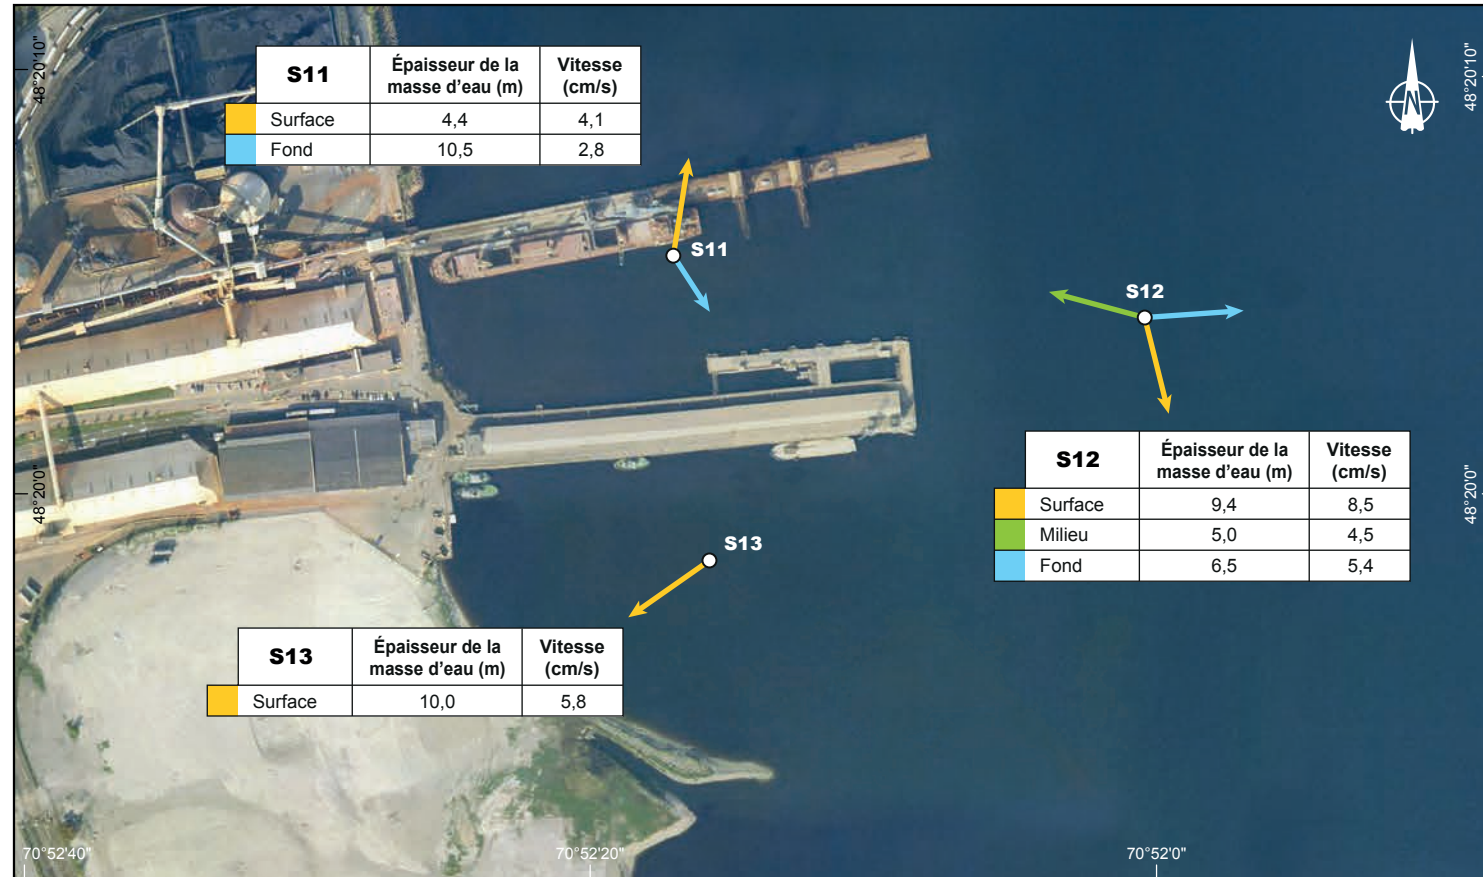 48°20'10"
48°20'10"
S11 Épaisseur de la masse d'eau (m) Vitesse (cm/s)
Surface 4,4 4,1
Fond 10,5 2,8
N
S11
S12
S12 Épaisseur de la masse d'eau (m) Vitesse (cm/s)
Surface 9,4 8,5
Milieu 5,0 4,5
Fond 6,5 5,4
48°20'0"
48°20'0"
S13
S13 Épaisseur de la masse d'eau (m) Vitesse (cm/s)
Surface 10,0 5,8
70°52'40"
70°52'20"
70°52'0"